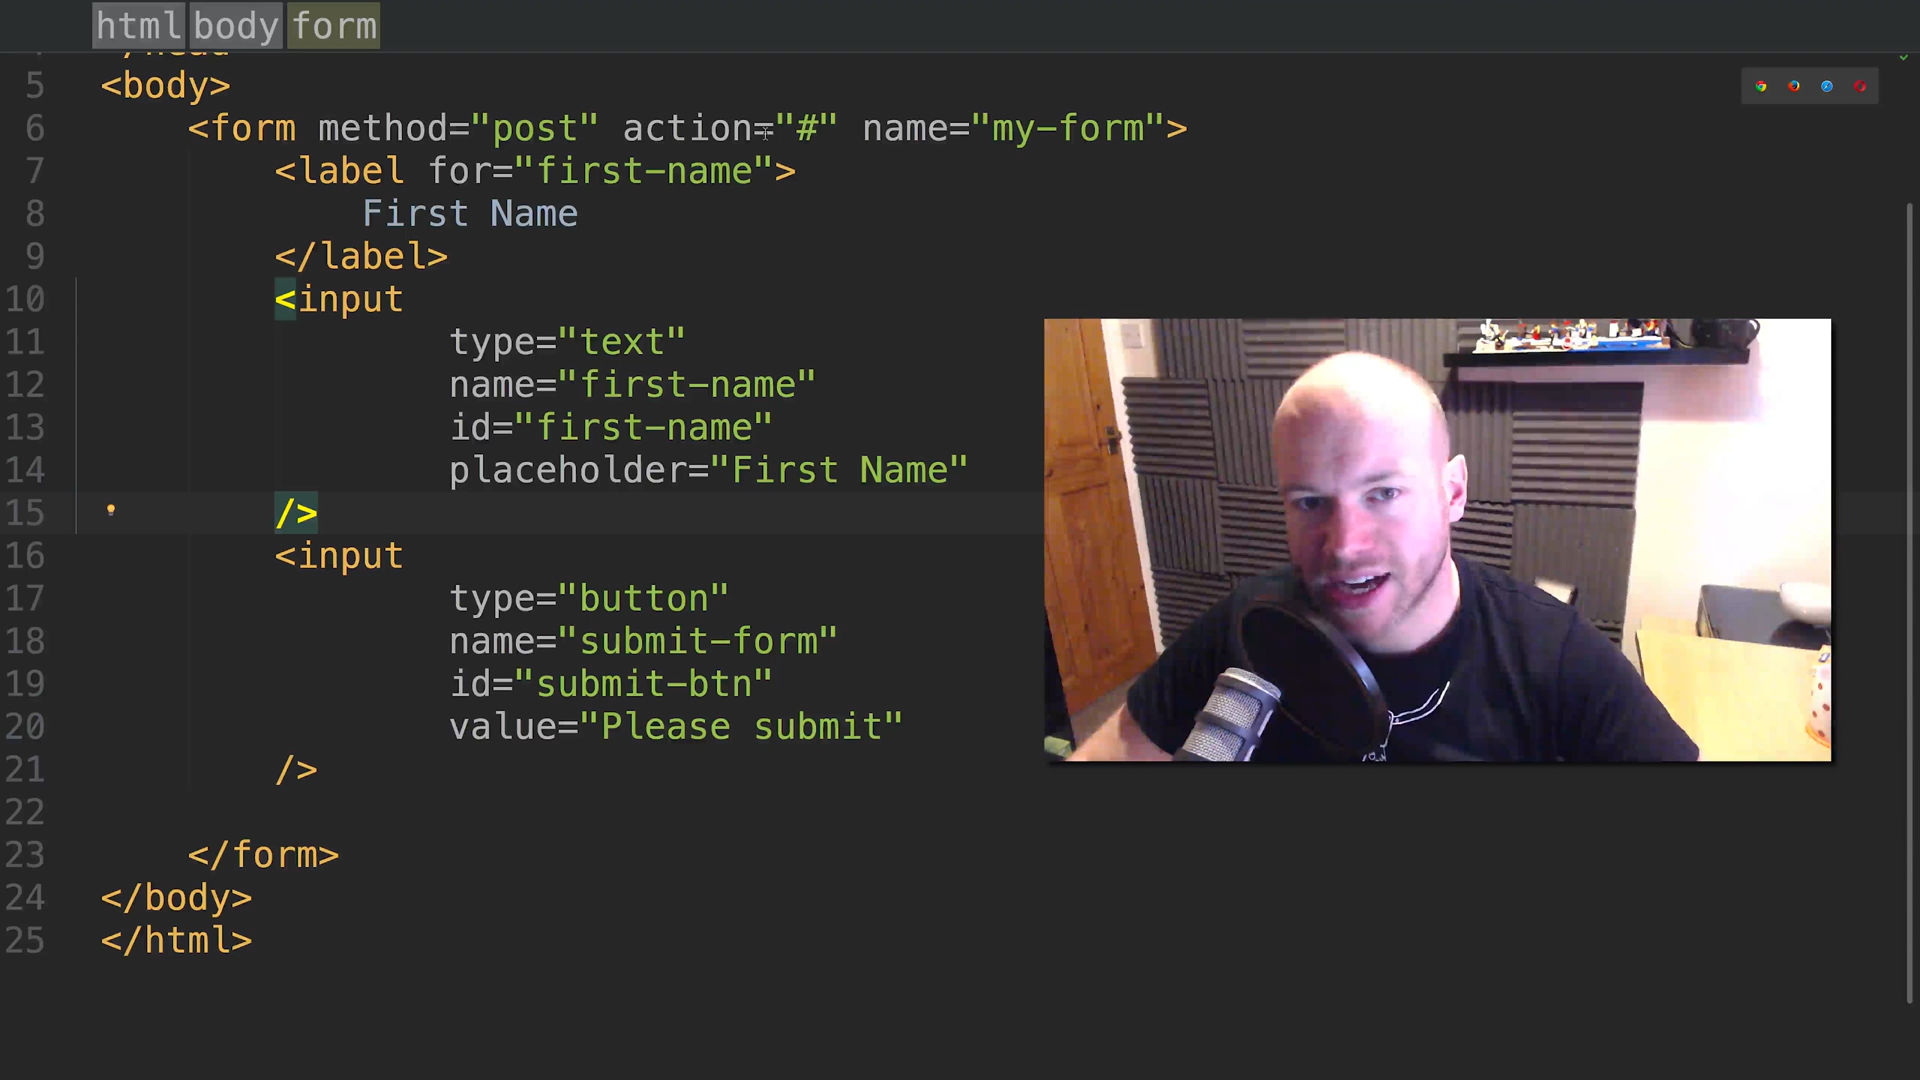 html body form
5 <body>
6 <form method="post" action="#" name="my-form">
7 <label for="first-name">
8 First Name
9 </label>
10 <input
11 type="text"
12 name="first-name"
13 id="first-name"
14 placeholder="First Name"
15 />
16 <input
17 type="button"
18 name="submit-form"
19 id="submit-btn"
20 value="Please submit"
21 />
22
23 </form>
24 </body>
25 </html>